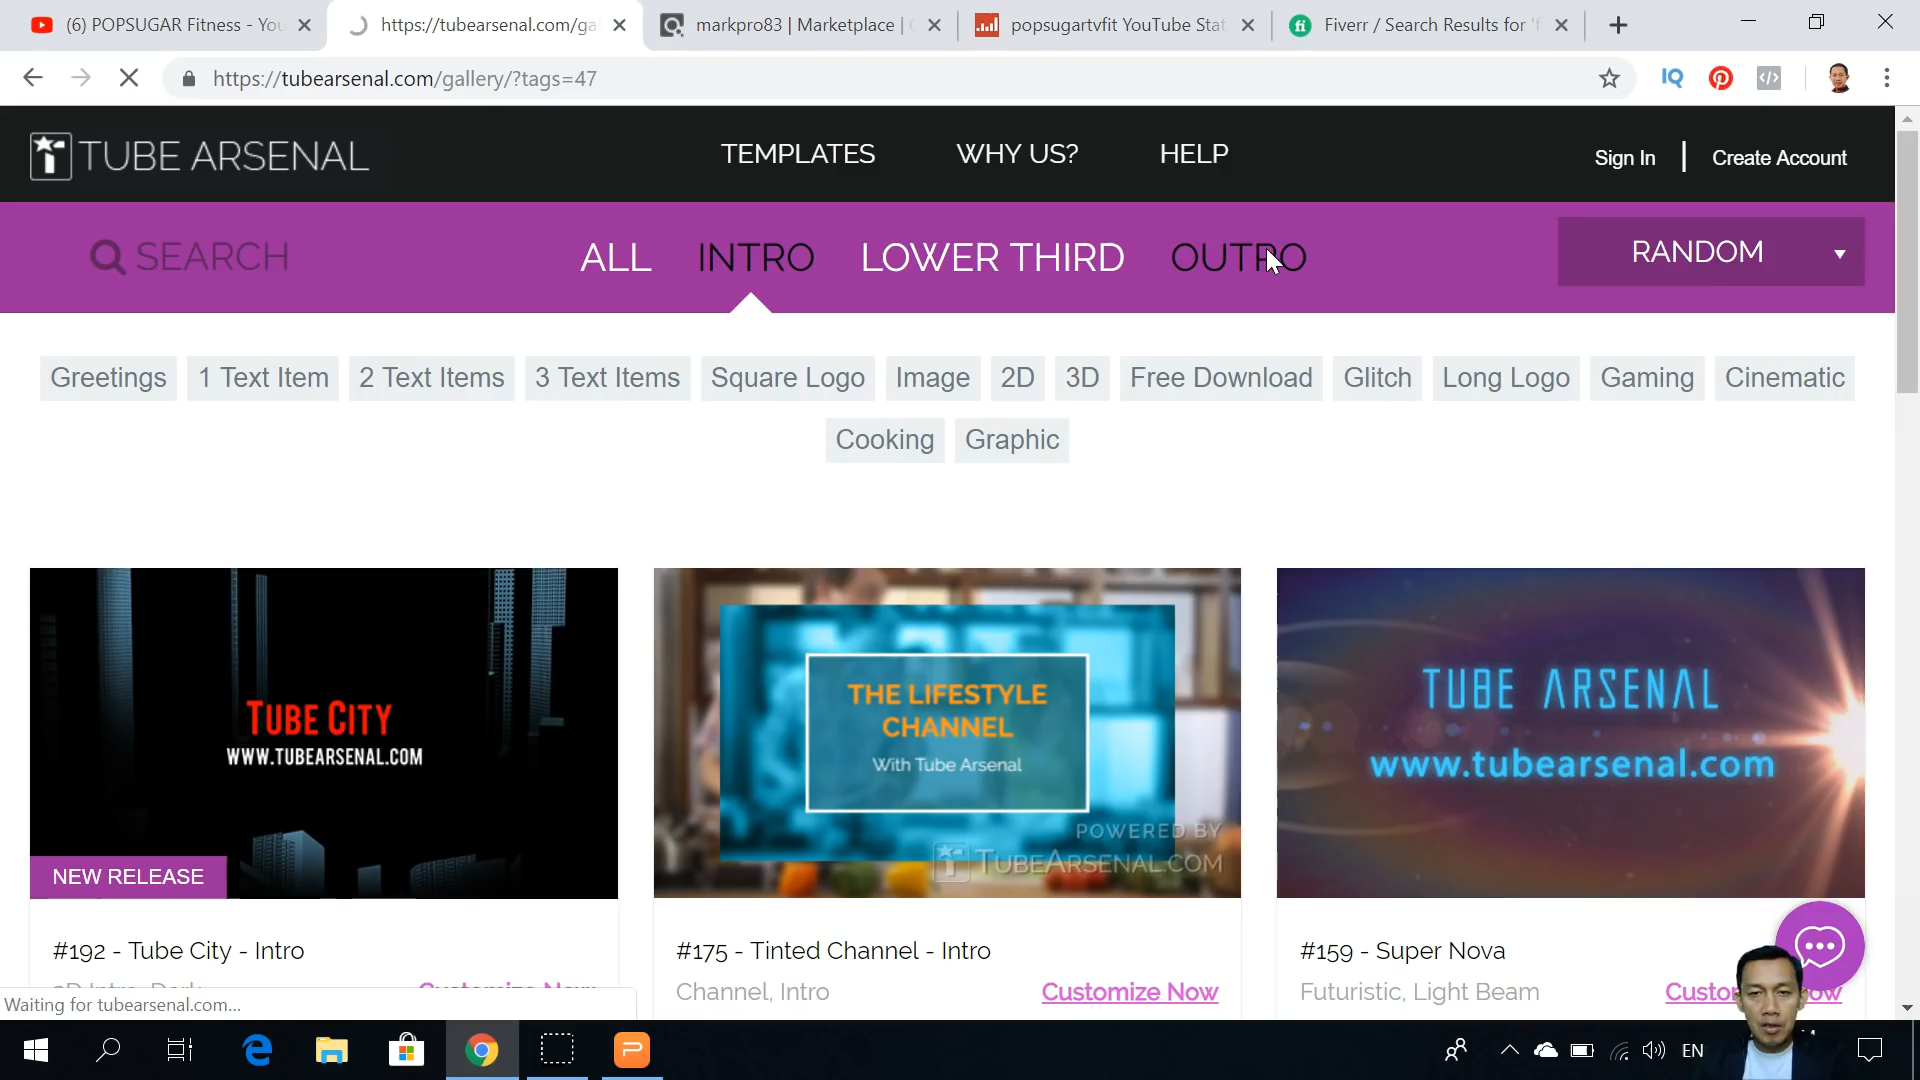 (6) POPSUGAR Fitness - You
https://tubearsenal.com/ga
markpro83 | Marketplace |
popsugartvfit YouTube Stat
Fiverr / Search Results for 'f
https://tubearsenal.com/gallery/?tags=47
IQ
TUBE ARSENAL
TEMPLATES
WHY US?
HELP
Sign In
Create Account
SEARCH
ALL
INTRO
LOWER THIRD
OUTRO
RANDOM
Greetings
1 Text Item
2 Text Items
3 Text Items
Square Logo
Image
2D
3D
Free Download
Glitch
Long Logo
Gaming
Cinematic
Cooking
Graphic
TUBE CITY
WWW.TUBEARSENAL.COM
NEW RELEASE
THE LIFESTYLE
CHANNEL
With Tube Arsenal
POWERED BY
TUBEARSENAL.COM
TUBE ARSENAL
www.tubearsenal.com
#192 - Tube City - Intro
#175 - Tinted Channel - Intro
#159 - Super Nova
Customize Now
Channel, Intro
Customize Now
Futuristic, Light Beam
Waiting for tubearsenal.com...
EN